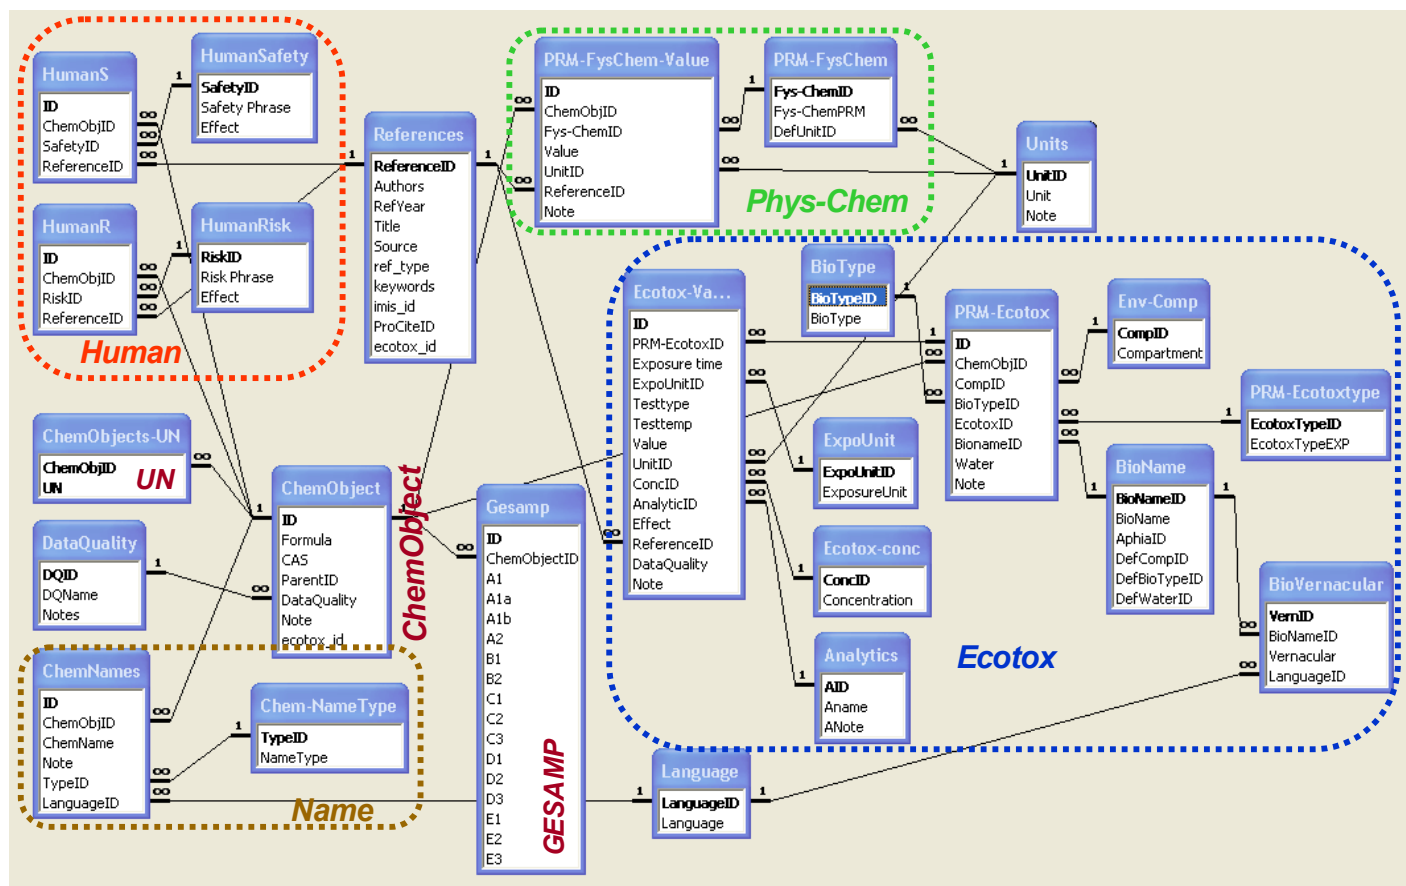 HumanS
ID
ChemObjID
SafetyID
ReferenceID
HumanSafety
SafetyID
Safety Phrase
Effect
HumanR
ID
ChemObjID
RiskID
ReferenceID
HumanRisk
RiskID
Risk Phrase
Effect
Human
References
ReferenceID
Authors
RefYear
Title
Source
ref_type
keywords
imis_id
ProCiteID
ecotox_id
PRM-FysChem-Value
ID
ChemObjID
Fys-ChemID
Value
UnitID
ReferenceID
Note
PRM-FysChem
Fys-ChemID
Fys-ChemPRM
DefUnitID
Phys-Chem
Units
UnitID
Unit
Note
ChemObjects-UN
ChemObjID
UN
UN
DataQuality
DQID
DQName
Notes
ChemObject
ID
Formula
CAS
ParentID
DataQuality
Note
ecotox_id
ChemObject
ChemNames
ID
ChemObjID
ChemName
Note
TypeID
LanguageID
Chem-NameType
TypeID
NameType
Name
Gesamp
ID
ChemObjectID
A1
A1a
A1b
A2
B1
B2
C1
C2
C3
D1
D2
D3
E1
E2
E3
GESAMP
Ecotox-Va...
ID
PRM-EcotoxID
Exposure time
ExpoUnitID
Testtype
Testtemp
Value
UnitID
ConcID
AnalyticID
Effect
ReferenceID
DataQuality
Note
BioType
BioTypeID
BioType
PRM-Ecotox
ID
ChemObjID
CompID
BioTypeID
EcotoxID
BionameID
Water
Note
Env-Comp
CompID
Compartment
PRM-Ecotoxtype
EcotoxTypeID
EcotoxTypeEXP
ExpoUnit
ExpoUnitID
ExposureUnit
Ecotox-conc
ConcID
Concentration
Analytics
AID
Aname
ANote
BioName
BioNameID
BioName
AphiaID
DefCompID
DefBioTypeID
DefWaterID
BioVernacular
VernID
BioNameID
Vernacular
LanguageID
Ecotox
Language
LanguageID
Language